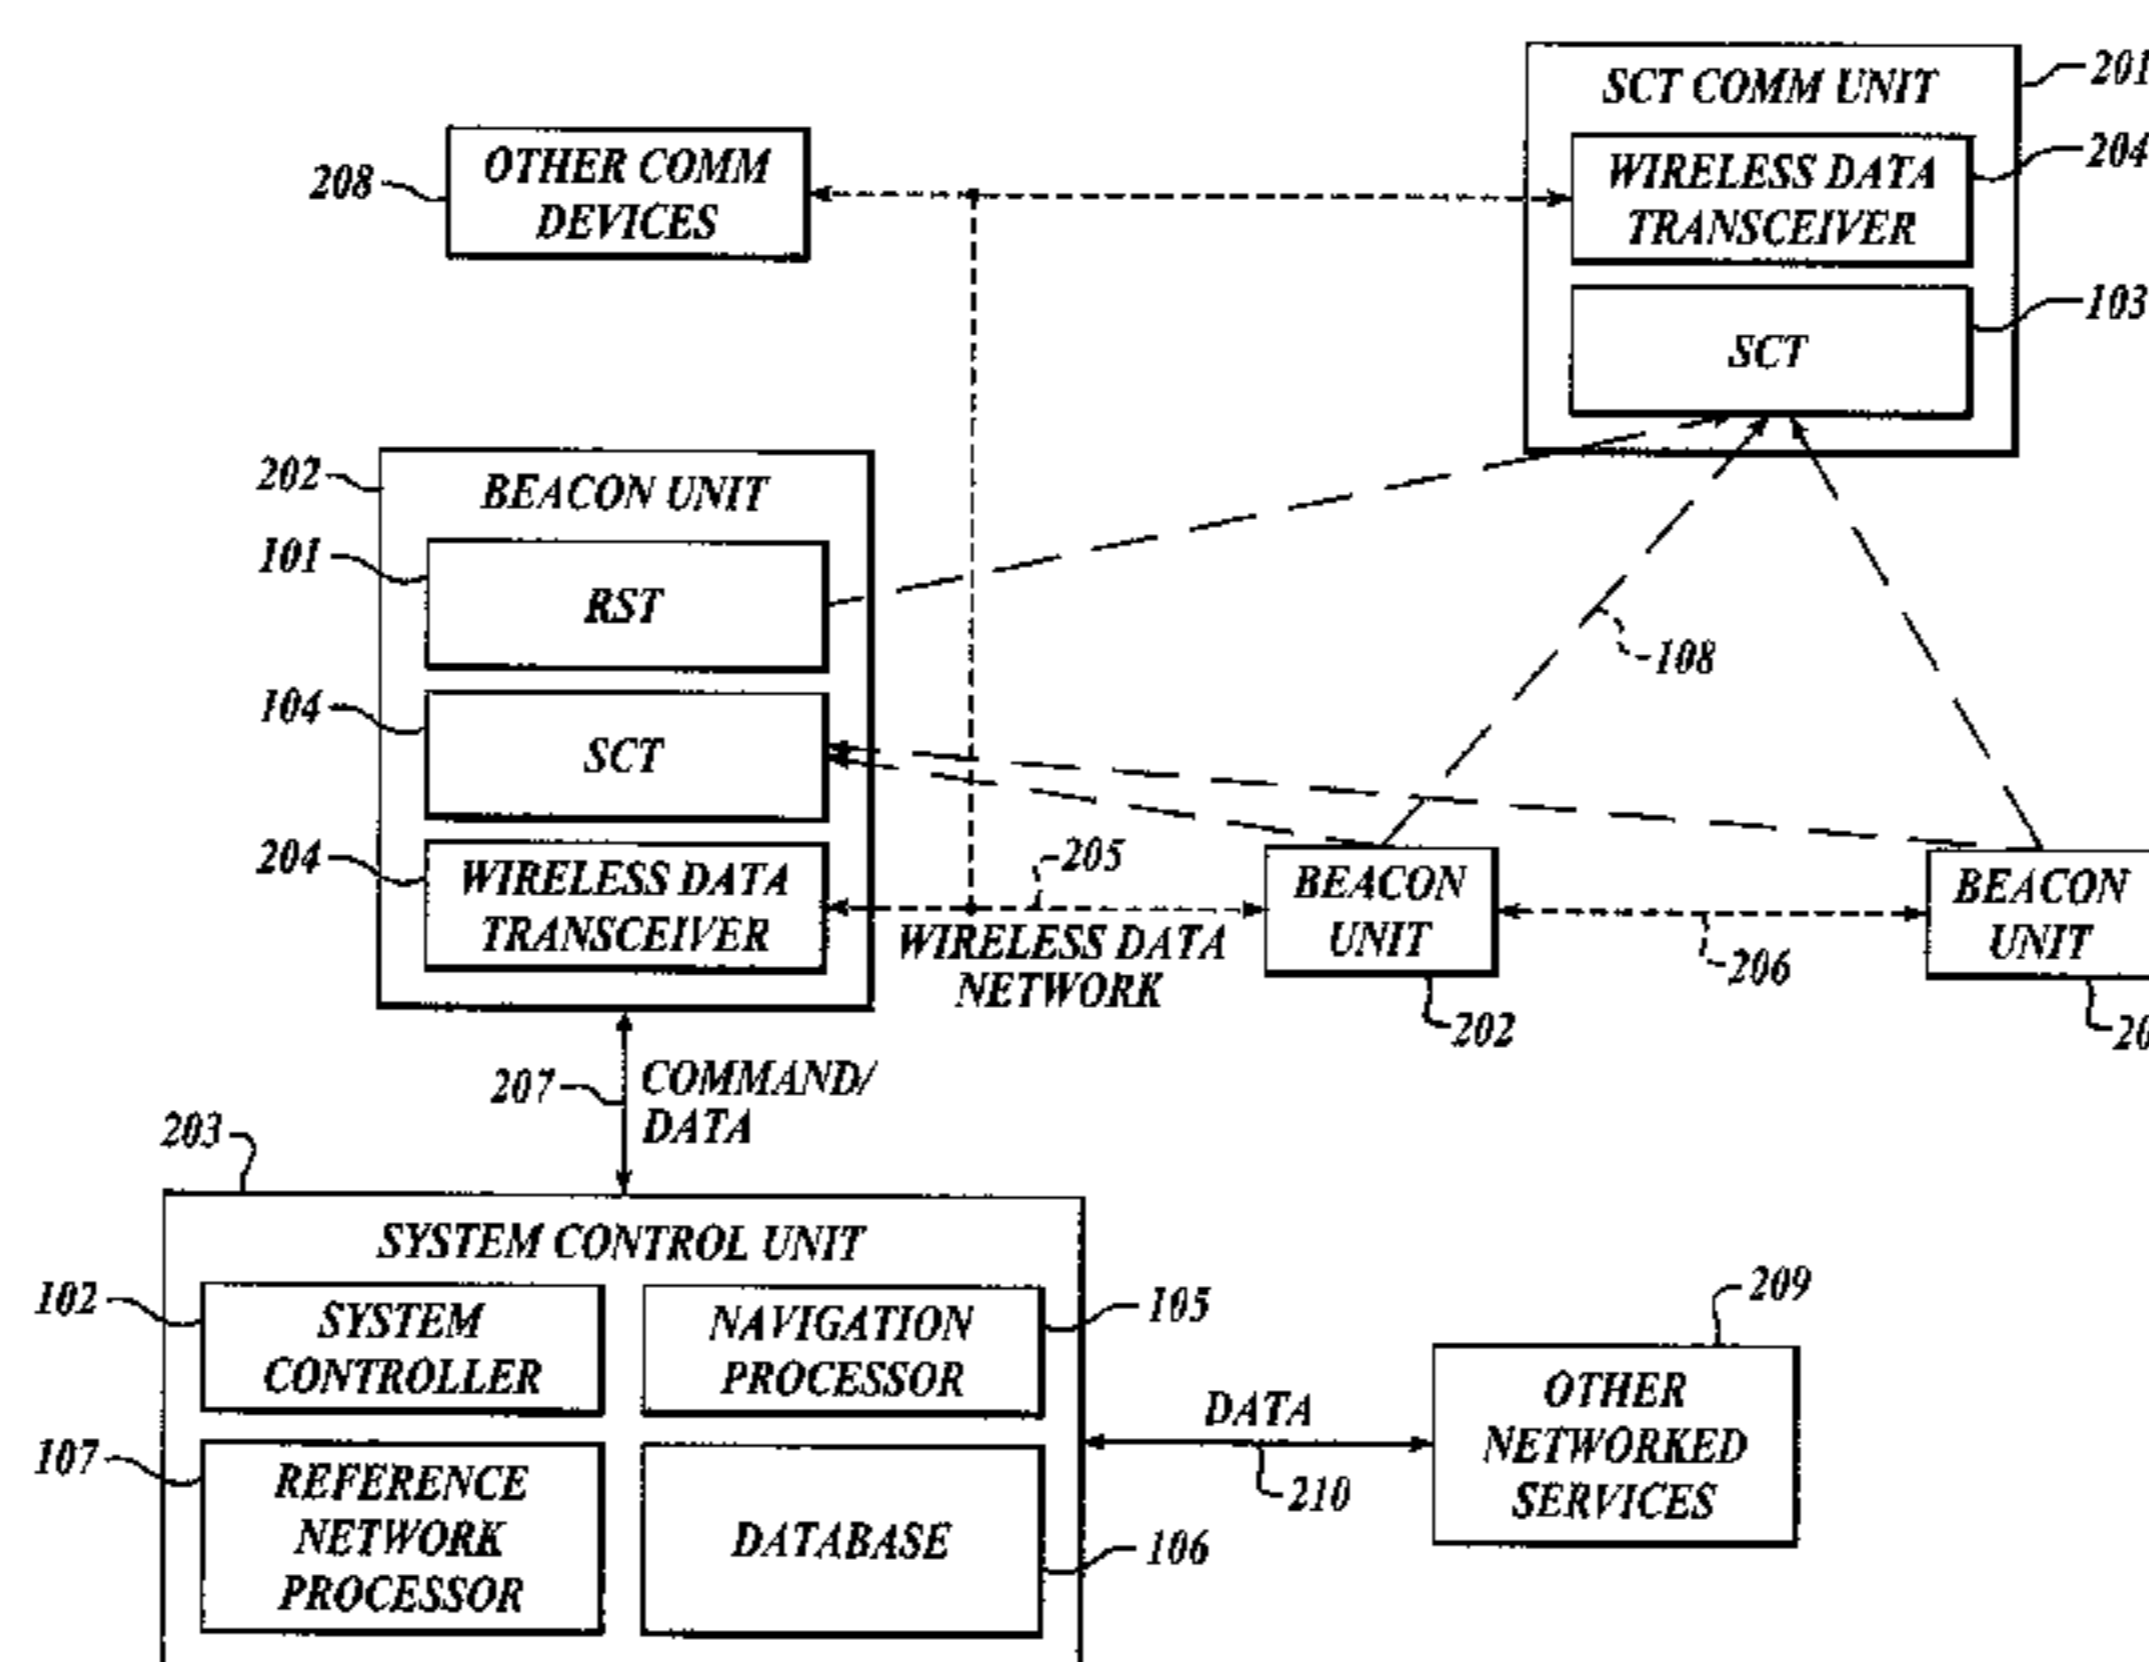 SCT COMM UNIT
201
OTHER COMM
DEVICES
208
WIRELESS DATA
TRANSCEIVER
204
SCT
103
202
BEACON UNIT
101
RST
108
104
SCT
204
WIRELESS DATA
TRANSCEIVER
205
WIRELESS DATA
NETWORK
BEACON
UNIT
202
206
BEACON
UNIT
20
207
COMMAND/
DATA
203
SYSTEM CONTROL UNIT
102
SYSTEM
CONTROLLER
NAVIGATION
PROCESSOR
105
107
REFERENCE
NETWORK
PROCESSOR
DATABASE
106
DATA
210
209
OTHER
NETWORKED
SERVICES